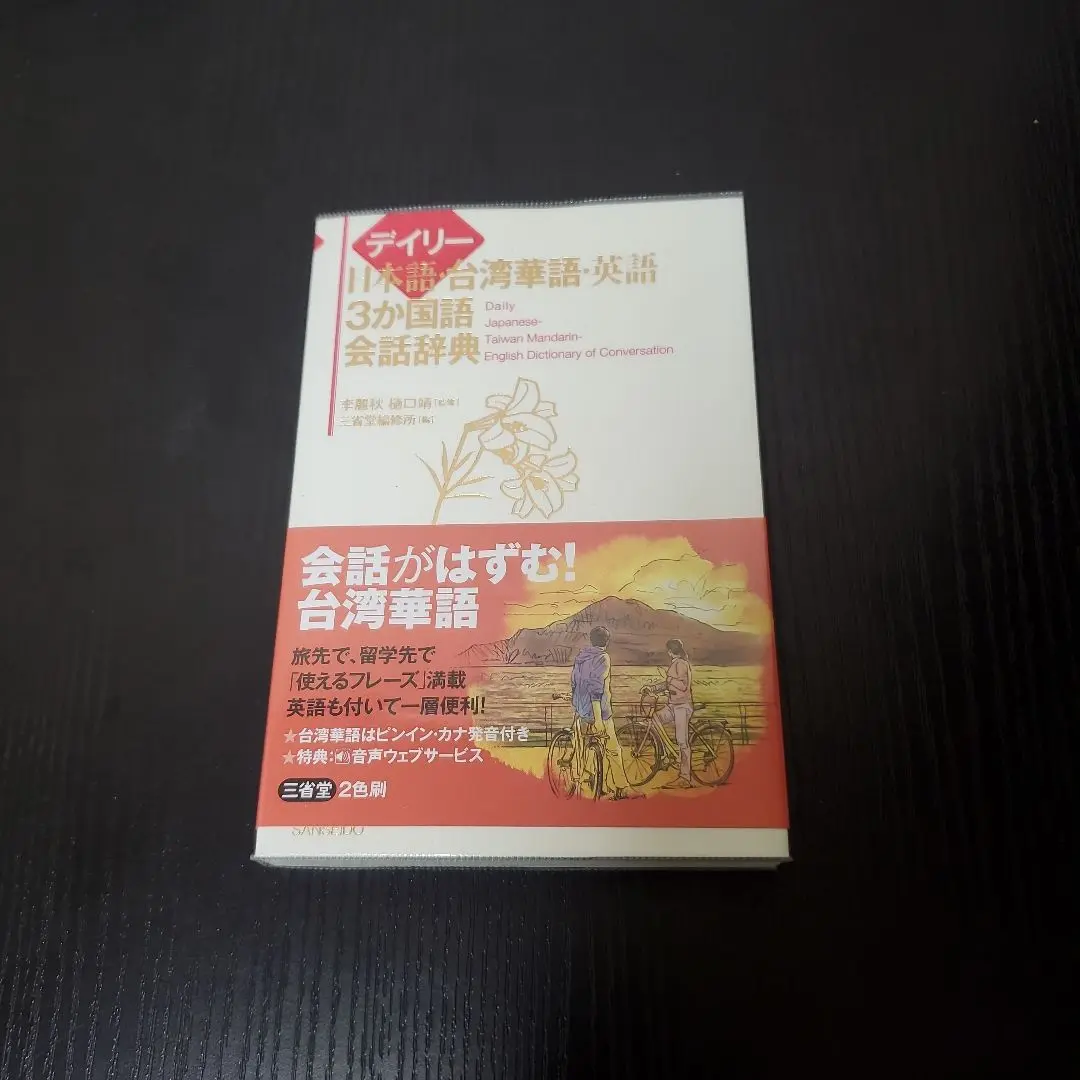 デイリー
日本語・台湾華語・英語
3か国語
会話辞典
Daily
Japanese-
Taiwan Mandarin-
English Dictionary of Conversation
李麗秋 樋口靖[監修]
三省堂編修所[編]
会話がはずむ!
台湾華語
旅先で、留学先で
「使えるフレーズ」満載
英語も付いて一層便利!
★台湾華語はピンイン・カナ発音付き
★特典:音声ウェブサービス
三省堂 2色刷
SANSEIDO